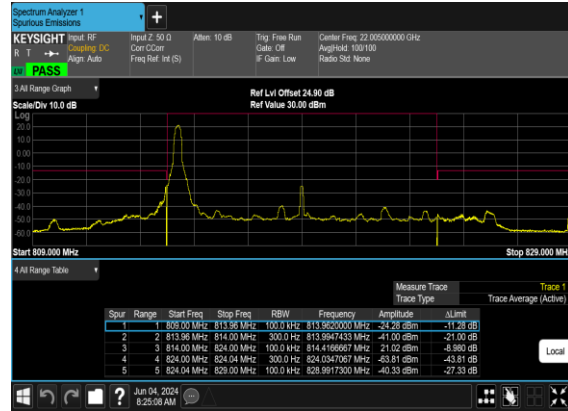 Spectrum Analyzer 1
Spurious Emissions
KEYSIGHT Input: RF Input Z: 50 Ω Atten: 10 dB Trig: Free Run Center Freq: 22.005000000 GHz
R T Coupling: DC Corr CCorr Gate: Off Avg|Hold: 100/100
Align: Auto Freq Ref: Int (S) IF Gain: Low Radio Std: None
PASS
3 All Range Graph
Ref Lvl Offset 24.90 dB
Scale/Div 10.0 dB Ref Value 30.00 dBm
Log
20.0
10.0
0.00
-10.0
-20.0
-30.0
-40.0
-50.0
-60.0
Start 809.000 MHz Stop 829.000 MH
4 All Range Table
Measure Trace Trace 1
Trace Type Trace Average (Active)
Spur Range Start Freq Stop Freq RBW Frequency Amplitude ΔLimit
1 1 809.00 MHz 813.96 MHz 100.0 kHz 813.9620000 MHz -24.28 dBm -11.28 dB
2 2 813.96 MHz 814.00 MHz 300.0 Hz 813.9947433 MHz -41.00 dBm -21.00 dB
3 3 814.00 MHz 824.00 MHz 100.0 kHz 814.4166667 MHz 21.02 dBm -8.980 dB
4 4 824.00 MHz 824.04 MHz 300.0 Hz 824.0347067 MHz -63.81 dBm -43.81 dB
5 5 824.04 MHz 829.00 MHz 100.0 kHz 828.9917300 MHz -40.33 dBm -27.33 dB
Local
? Jun 04, 2024
8:25:08 AM